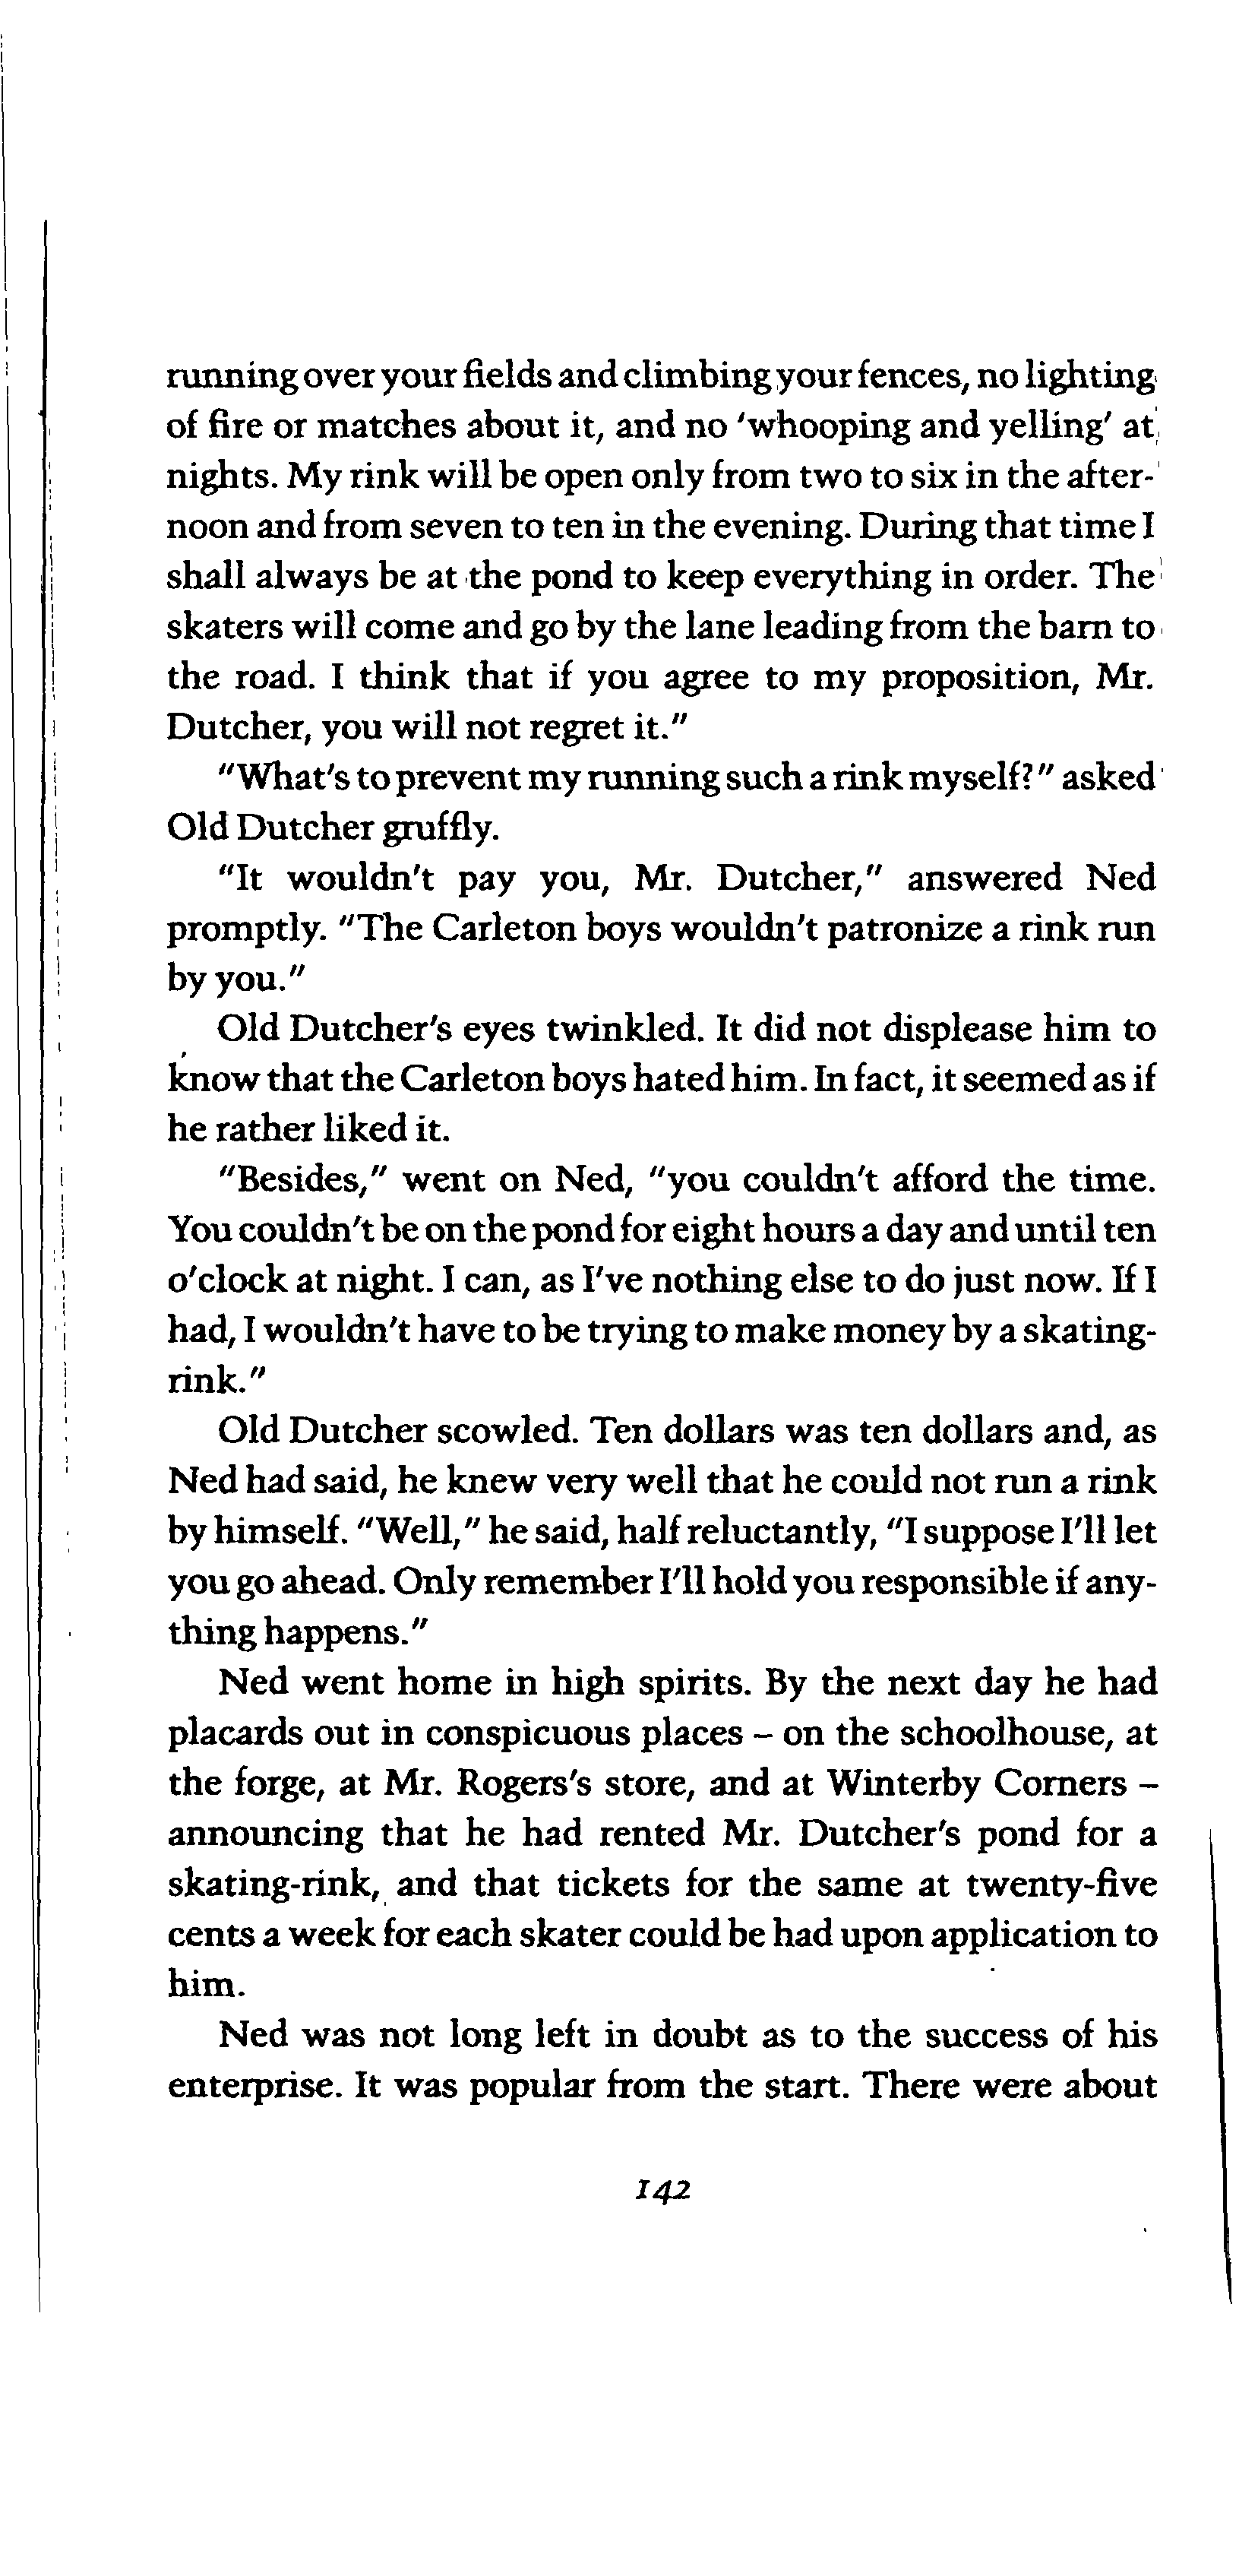 running over your fields and climbing your fences, no lighting
of fire or matches about it, and no 'whooping and yelling' at
nights. My rink will be open only from two to six in the after-
noon and from seven to ten in the evening. During that time I
shall always be at the pond to keep everything in order. The
skaters will come and go by the lane leading from the barn to
the road. I think that if you agree to my proposition, Mr.
Dutcher, you will not regret it."
"What's to prevent my running such a rink myself?" asked
Old Dutcher gruffly.
"It wouldn't pay you, Mr. Dutcher," answered Ned
promptly. "The Carleton boys wouldn't patronize a rink run
by you."
Old Dutcher's eyes twinkled. It did not displease him to
know that the Carleton boys hated him. In fact, it seemed as if
he rather liked it.
"Besides," went on Ned, "you couldn't afford the time.
You couldn't be on the pond for eight hours a day and until ten
o'clock at night. I can, as I've nothing else to do just now. If I
had, I wouldn't have to be trying to make money by a skating-
rink."
Old Dutcher scowled. Ten dollars was ten dollars and, as
Ned had said, he knew very well that he could not run a rink
by himself. "Well," he said, half reluctantly, "I suppose I'll let
you go ahead. Only remember I'll hold you responsible if any-
thing happens."
Ned went home in high spirits. By the next day he had
placards out in conspicuous places – on the schoolhouse, at
the forge, at Mr. Rogers's store, and at Winterby Corners –
announcing that he had rented Mr. Dutcher's pond for a
skating-rink, and that tickets for the same at twenty-five
cents a week for each skater could be had upon application to
him.
Ned was not long left in doubt as to the success of his
enterprise. It was popular from the start. There were about
142